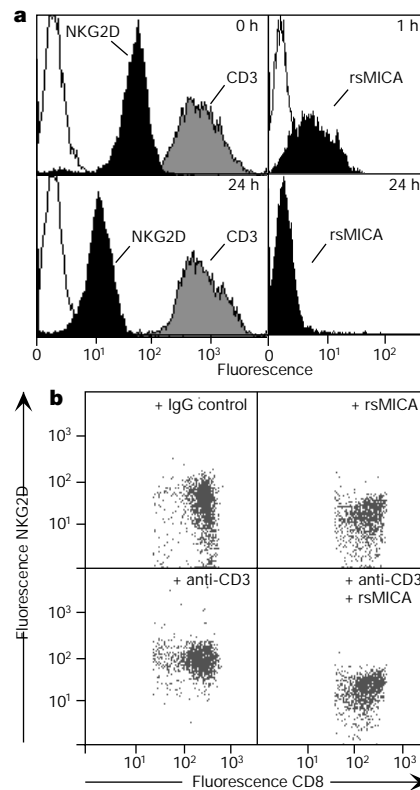 a
NKG2D
0 h
CD3
1 h
rsMICA
24 h
NKG2D
CD3
24 h
rsMICA
0 10¹ 10² 10³ 0 10¹ 10²
Fluorescence
b
+ IgG control
+ rsMICA
10³
10²
10¹
+ anti-CD3
+ anti-CD3
+ rsMICA
10³
10²
10¹
Fluorescence NKG2D
10¹ 10² 10³ 10¹ 10² 10³
Fluorescence CD8